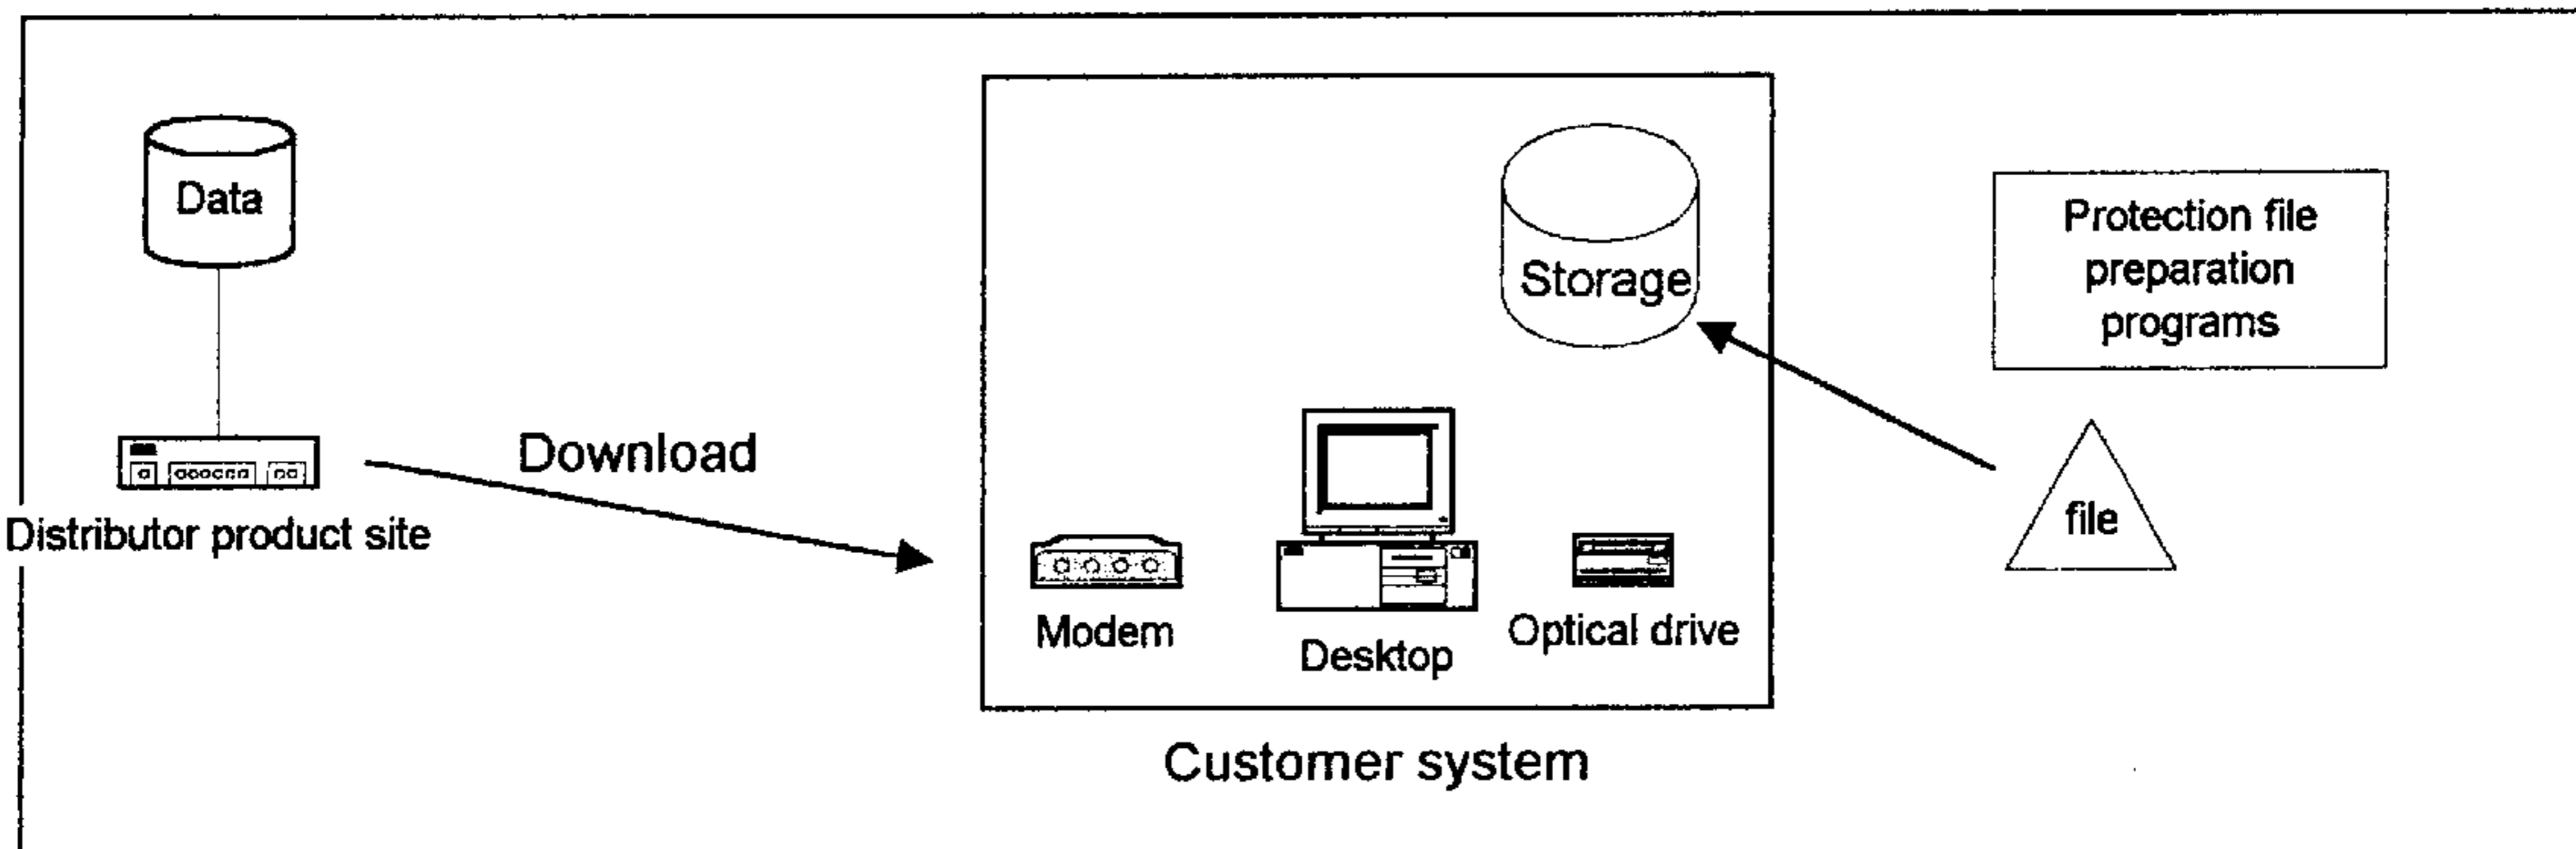 Data
Distributor product site
Download
Storage
Modem
Desktop
Optical drive
Customer system
Protection file
preparation
programs
file